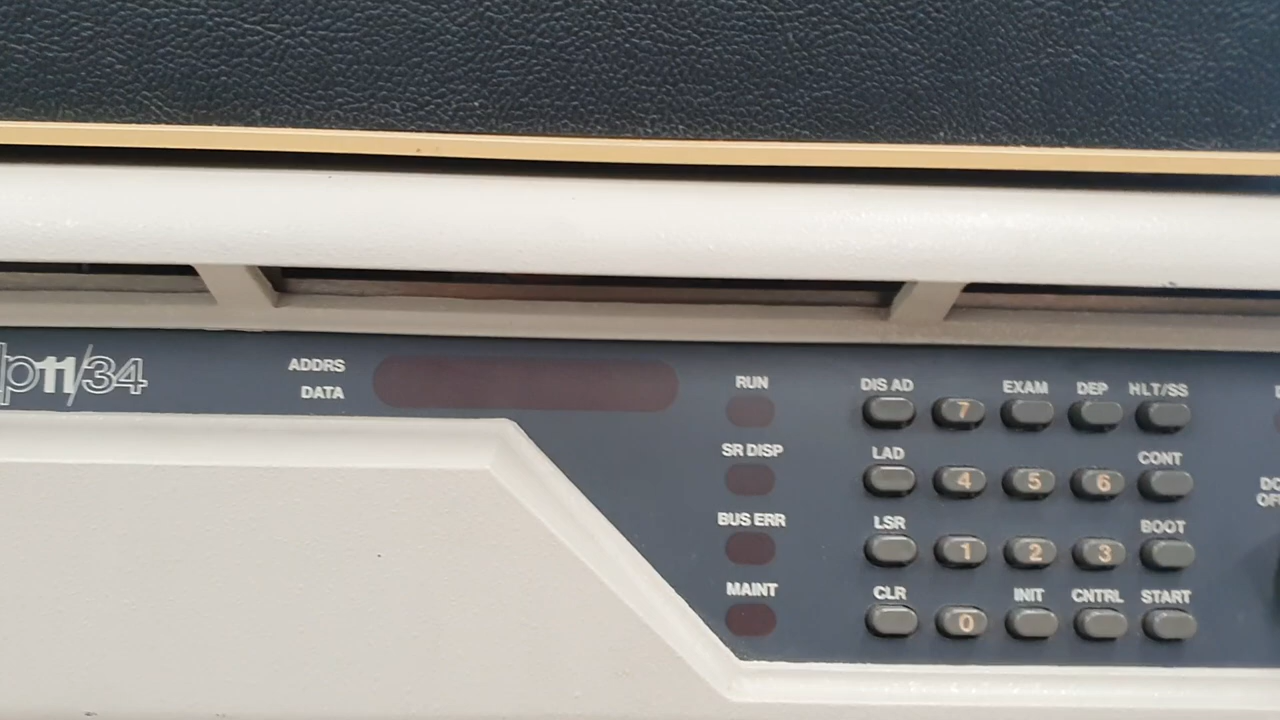 dp11/34
ADDRS
DATA
RUN
SR DISP
BUS ERR
MAINT
DIS AD 7 EXAM DEP HLT/SS
LAD 4 5 6 CONT
LSR 1 2 3 BOOT
CLR 0 INIT CNTRL START